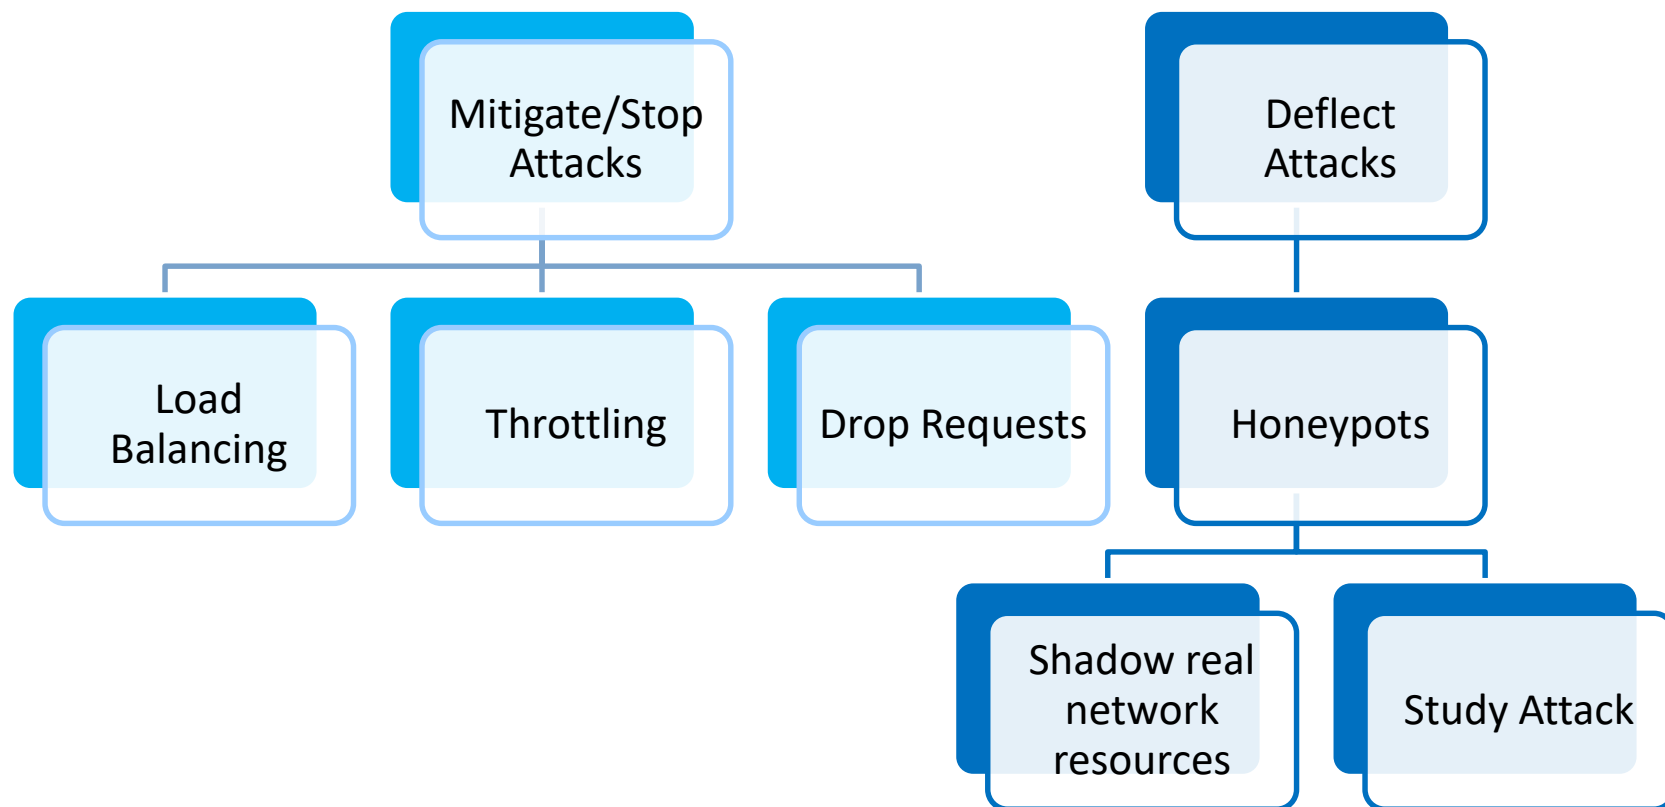 Mitigate/Stop
Attacks
Deflect
Attacks
Load
Balancing
Throttling
Drop Requests
Honeypots
Shadow real
network
resources
Study Attack